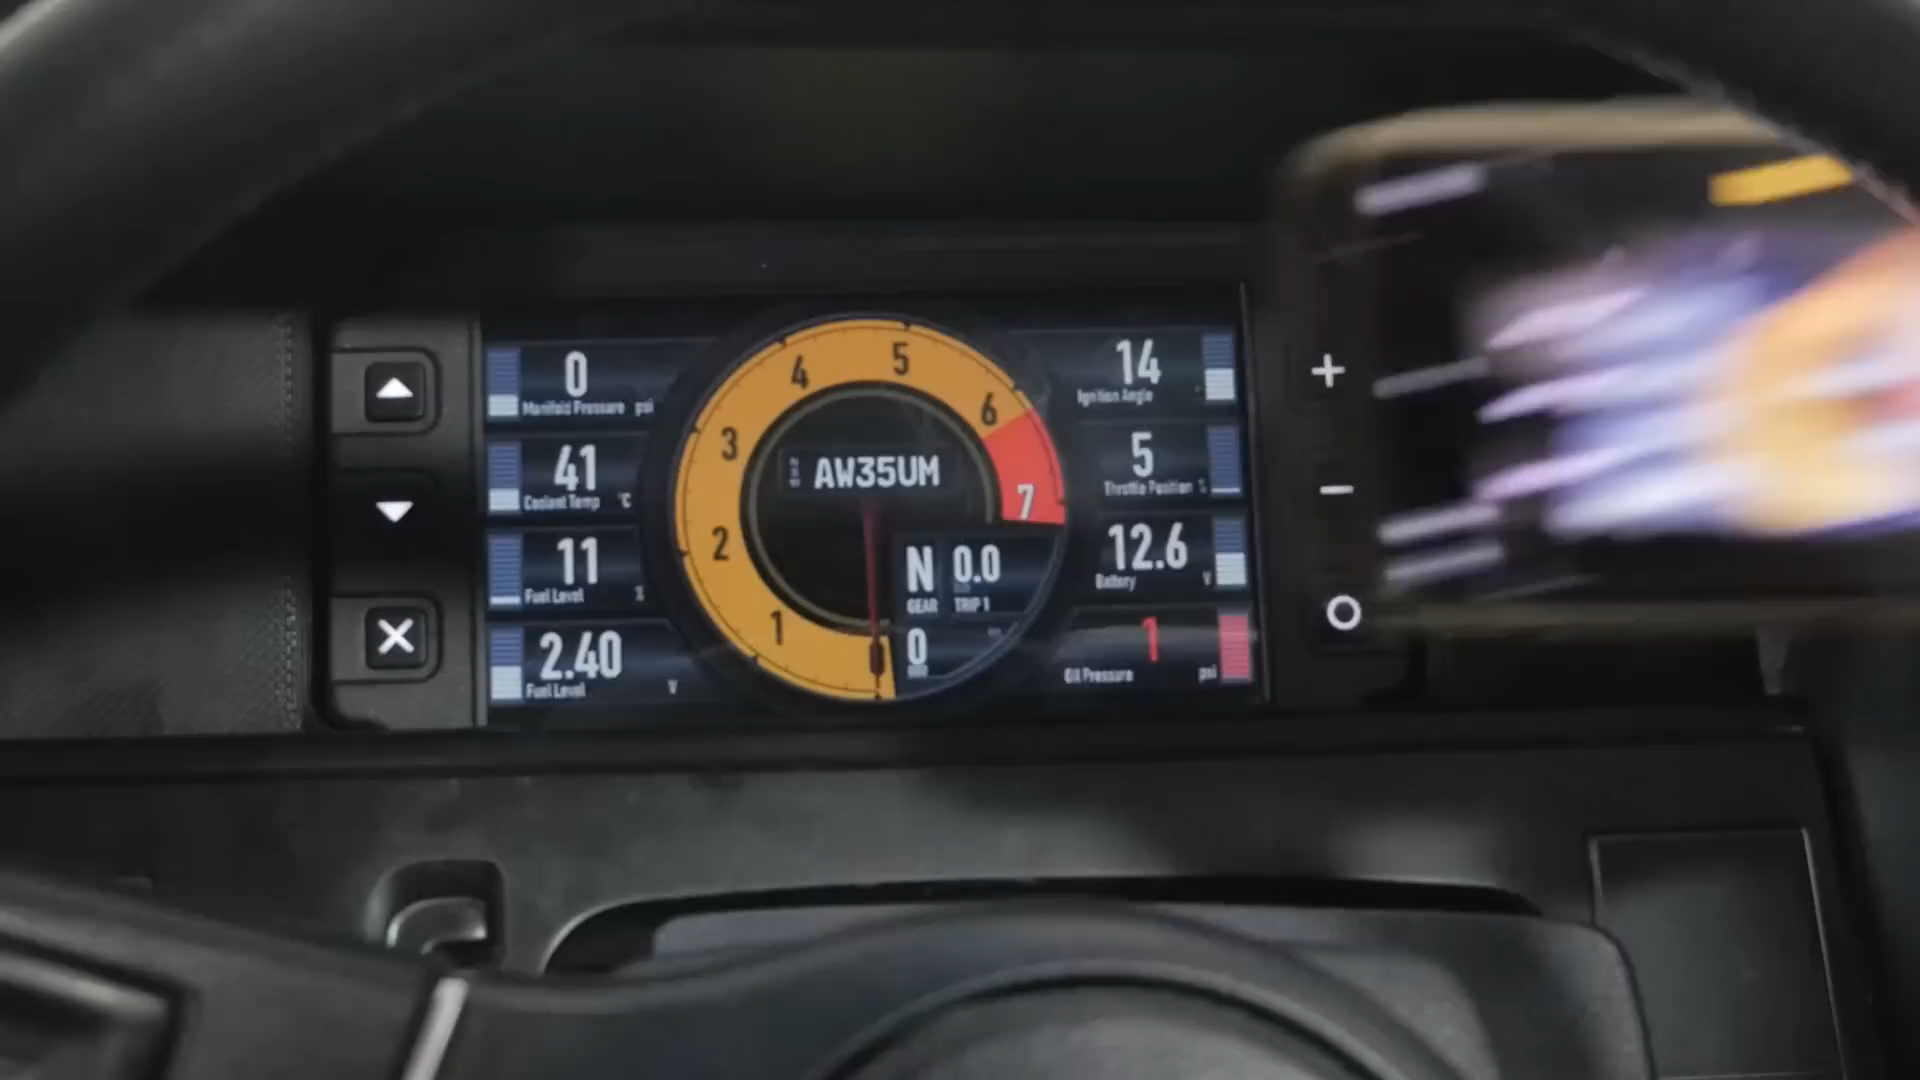 0
Manifold Pressure psi
41
Coolant Temp °C
11
Fuel Level %
2.40
Fuel Level V
0
1
2
3
4
5
6
7
AW35UM
N
GEAR
0.0
TRIP 1
0
14
Ignition Angle
5
Throttle Position %
12.6
Battery V
1
Oil Pressure psi